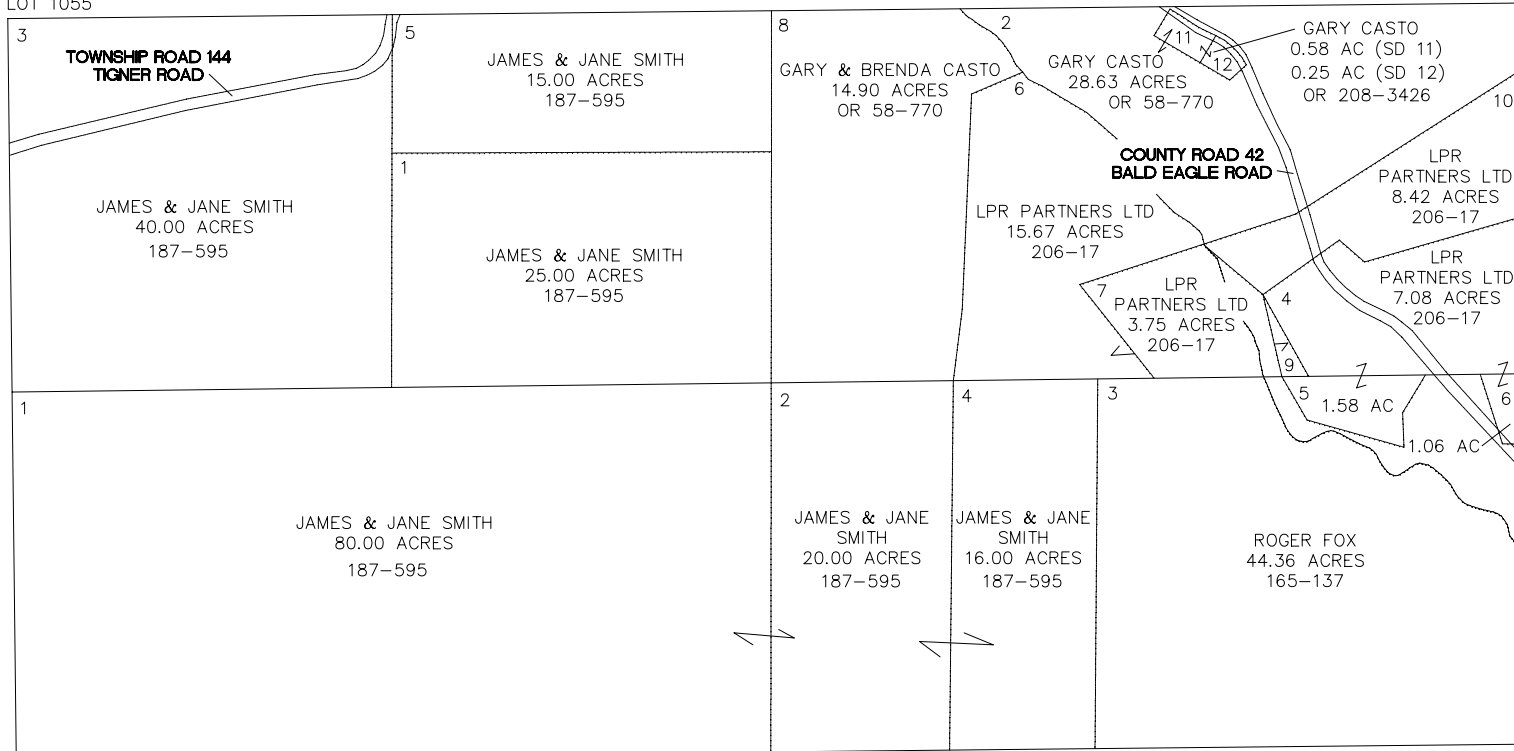 LOT 1055
3
TOWNSHIP ROAD 144
TIGNER ROAD
JAMES & JANE SMITH
40.00 ACRES
187-595
5
JAMES & JANE SMITH
15.00 ACRES
187-595
1
JAMES & JANE SMITH
25.00 ACRES
187-595
8
GARY & BRENDA CASTO
14.90 ACRES
OR 58-770
2
GARY CASTO
28.63 ACRES
OR 58-770
11
12
GARY CASTO
0.58 AC (SD 11)
0.25 AC (SD 12)
OR 208-3426
6
LPR PARTNERS LTD
15.67 ACRES
206-17
COUNTY ROAD 42
BALD EAGLE ROAD
10
LPR
PARTNERS LTD
8.42 ACRES
206-17
7
LPR
PARTNERS LTD
3.75 ACRES
206-17
4
LPR
PARTNERS LTD
7.08 ACRES
206-17
9
1
JAMES & JANE SMITH
80.00 ACRES
187-595
2
JAMES & JANE
SMITH
20.00 ACRES
187-595
4
JAMES & JANE
SMITH
16.00 ACRES
187-595
3
ROGER FOX
44.36 ACRES
165-137
5
1.58 AC
6
1.06 AC